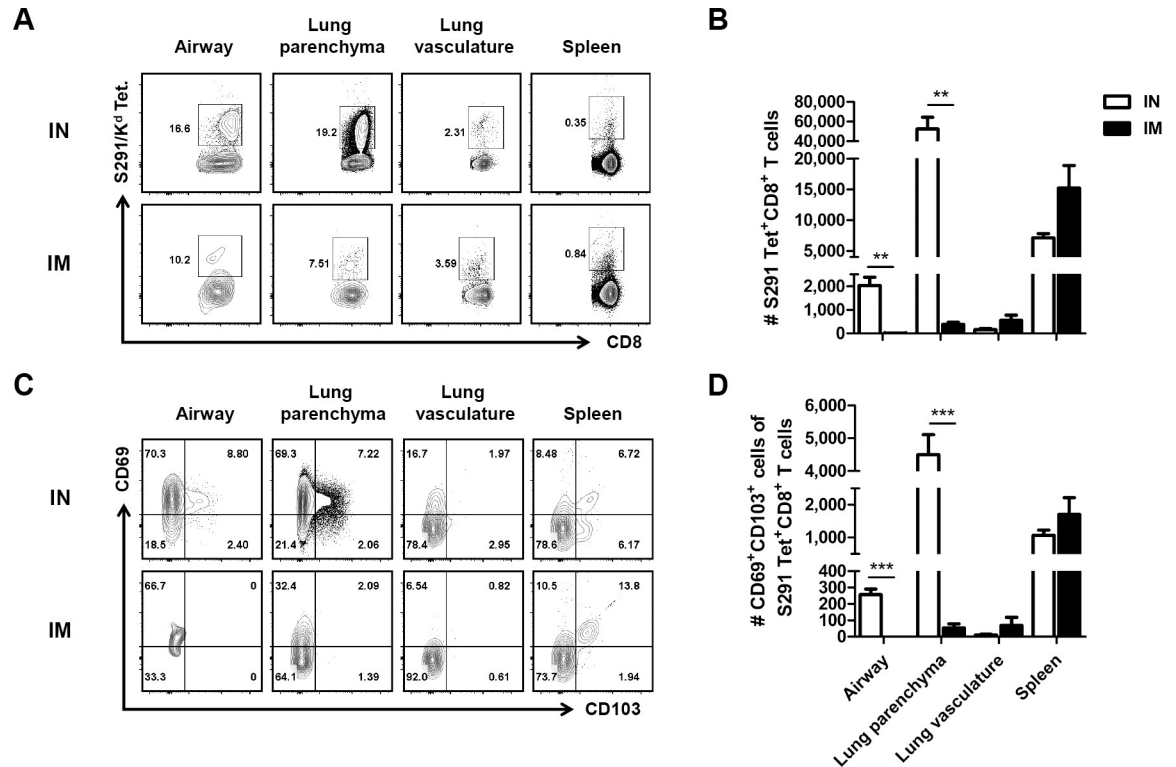 A
Airway
Lung
parenchyma
Lung
vasculature
Spleen
S291/Kd Tet.
IN
16.6
19.2
2.31
0.35
IM
10.2
7.51
3.59
0.84
CD8
B
# S291 Tet+CD8+ T cells
80,000
60,000
40,000
20,000
15,000
10,000
5,000
2,000
1,000
0
**
**
IN
IM
C
Airway
Lung
parenchyma
Lung
vasculature
Spleen
CD69
IN
70.3 8.80
18.5 2.40
69.3 7.22
21.4 2.06
16.7 1.97
78.4 2.95
8.48 6.72
78.6 6.17
IM
66.7 0
33.3 0
32.4 2.09
64.1 1.39
6.54 0.82
92.0 0.61
10.5 13.8
73.7 1.94
CD103
D
# CD69+CD103+ cells of
S291 Tet+CD8+ T cells
6,000
5,000
4,000
2,000
1,000
400
300
200
100
0
***
***
Airway
Lung parenchyma
Lung vasculature
Spleen